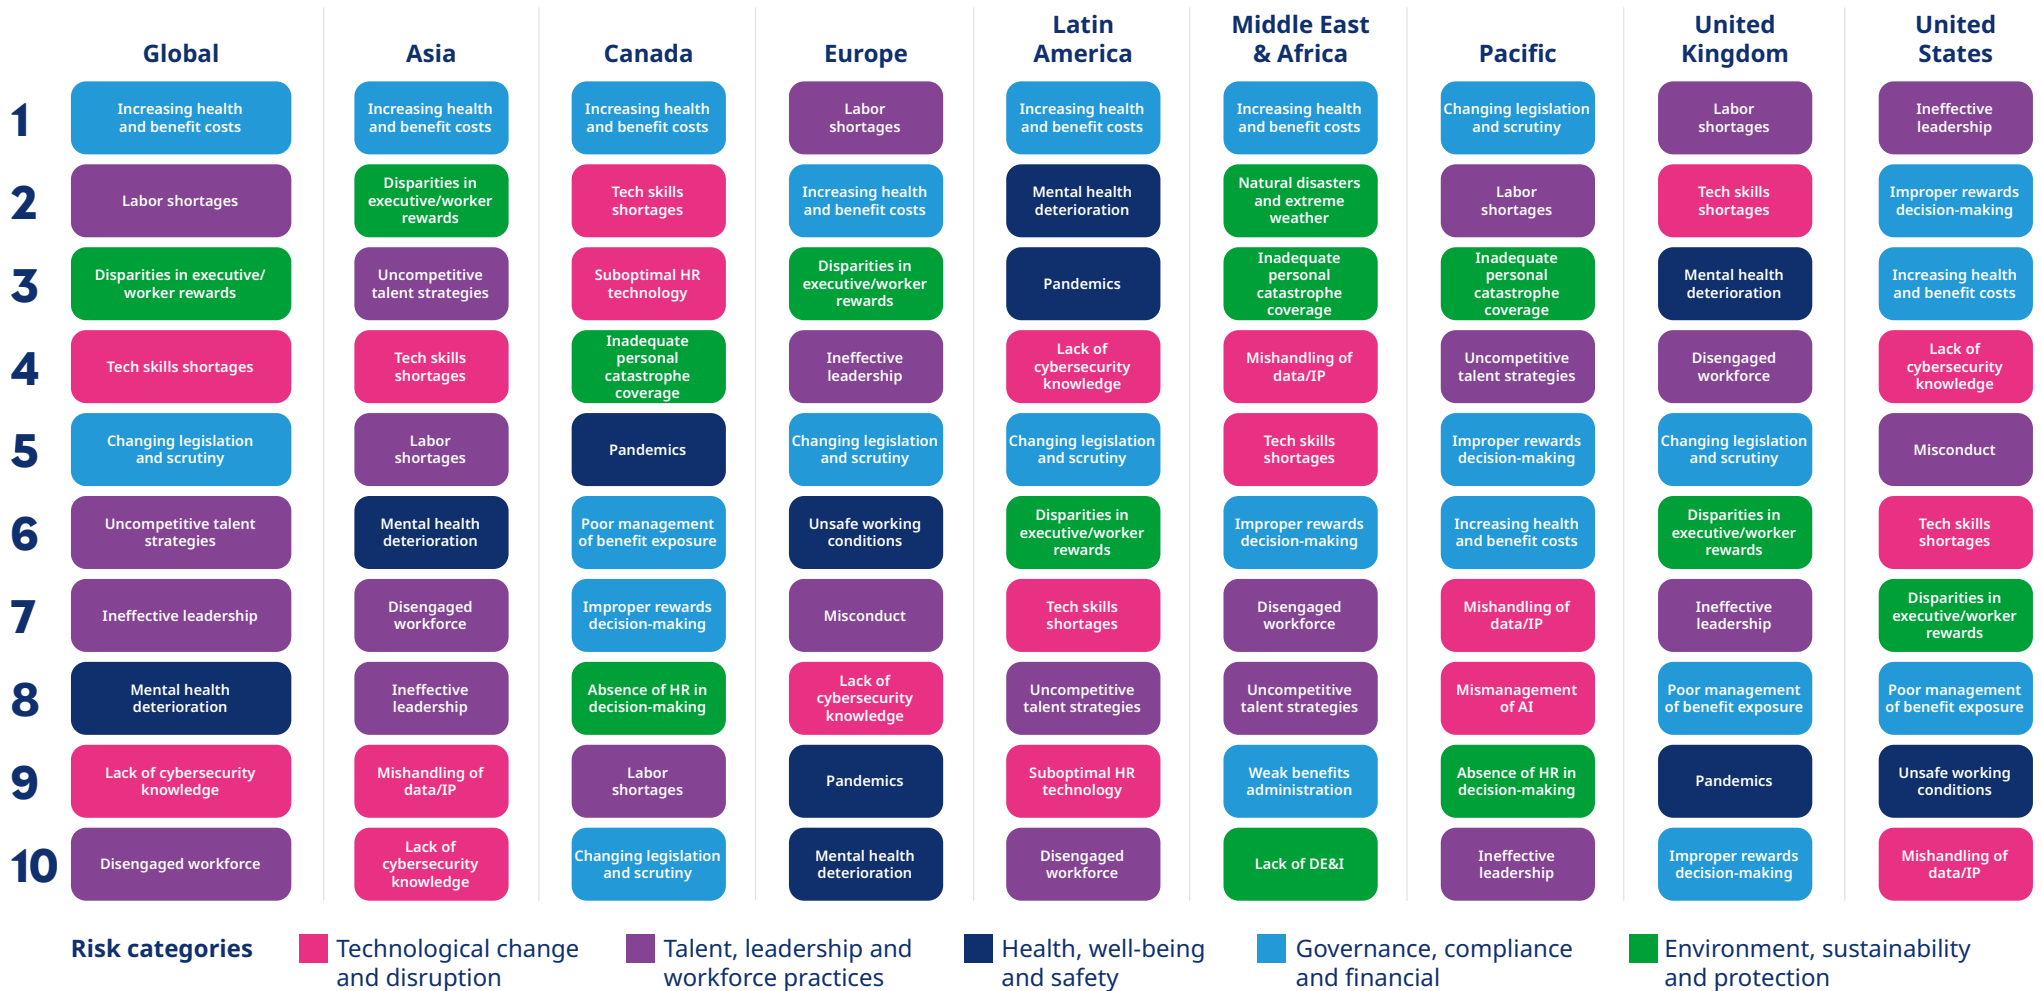 Global
Asia
Canada
Europe
Latin
America
Middle East
& Africa
Pacific
United
Kingdom
United
States
1
Increasing health
and benefit costs
Increasing health
and benefit costs
Increasing health
and benefit costs
Labor
shortages
Increasing health
and benefit costs
Increasing health
and benefit costs
Changing legislation
and scrutiny
Labor
shortages
Ineffective
leadership
2
Labor shortages
Disparities in
executive/worker
rewards
Tech skills
shortages
Increasing health
and benefit costs
Mental health
deterioration
Natural disasters
and extreme
weather
Labor
shortages
Tech skills
shortages
Improper rewards
decision-making
3
Disparities in executive/
worker rewards
Uncompetitive
talent strategies
Suboptimal HR
technology
Disparities in
executive/worker
rewards
Pandemics
Inadequate
personal
catastrophe
coverage
Inadequate
personal
catastrophe
coverage
Mental health
deterioration
Increasing health
and benefit costs
4
Tech skills shortages
Tech skills
shortages
Inadequate
personal
catastrophe
coverage
Ineffective
leadership
Lack of
cybersecurity
knowledge
Mishandling of
data/IP
Uncompetitive
talent strategies
Disengaged
workforce
Lack of
cybersecurity
knowledge
5
Changing legislation
and scrutiny
Labor
shortages
Pandemics
Changing legislation
and scrutiny
Changing legislation
and scrutiny
Tech skills
shortages
Improper rewards
decision-making
Changing legislation
and scrutiny
Misconduct
6
Uncompetitive talent
strategies
Mental health
deterioration
Poor management
of benefit exposure
Unsafe working
conditions
Disparities in
executive/worker
rewards
Improper rewards
decision-making
Increasing health
and benefit costs
Disparities in
executive/worker
rewards
Tech skills
shortages
7
Ineffective leadership
Disengaged
workforce
Improper rewards
decision-making
Misconduct
Tech skills
shortages
Disengaged
workforce
Mishandling of
data/IP
Ineffective
leadership
Disparities in
executive/worker
rewards
8
Mental health
deterioration
Ineffective
leadership
Absence of HR in
decision-making
Lack of
cybersecurity
knowledge
Uncompetitive
talent strategies
Uncompetitive
talent strategies
Mismanagement
of AI
Poor management
of benefit exposure
Poor management
of benefit exposure
9
Lack of cybersecurity
knowledge
Mishandling of
data/IP
Labor
shortages
Pandemics
Suboptimal HR
technology
Weak benefits
administration
Absence of HR in
decision-making
Pandemics
Unsafe working
conditions
10
Disengaged workforce
Lack of
cybersecurity
knowledge
Changing legislation
and scrutiny
Mental health
deterioration
Disengaged
workforce
Lack of DE&I
Ineffective
leadership
Improper rewards
decision-making
Mishandling of
data/IP
Risk categories
Technological change
and disruption
Talent, leadership and
workforce practices
Health, well-being
and safety
Governance, compliance
and financial
Environment, sustainability
and protection